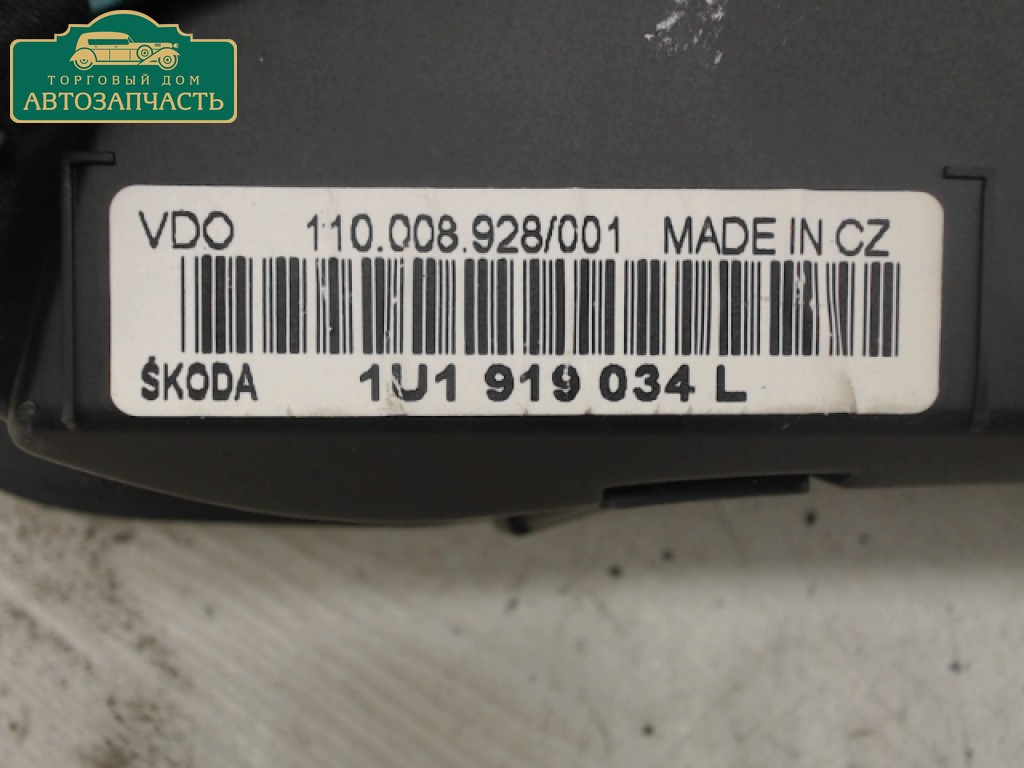 ТОРГОВЫЙ ДОМ
АВТОЗАПЧАСТЬ
VDO 110.008.928/001 MADE IN CZ
ŠKODA 1U1 919 034 L